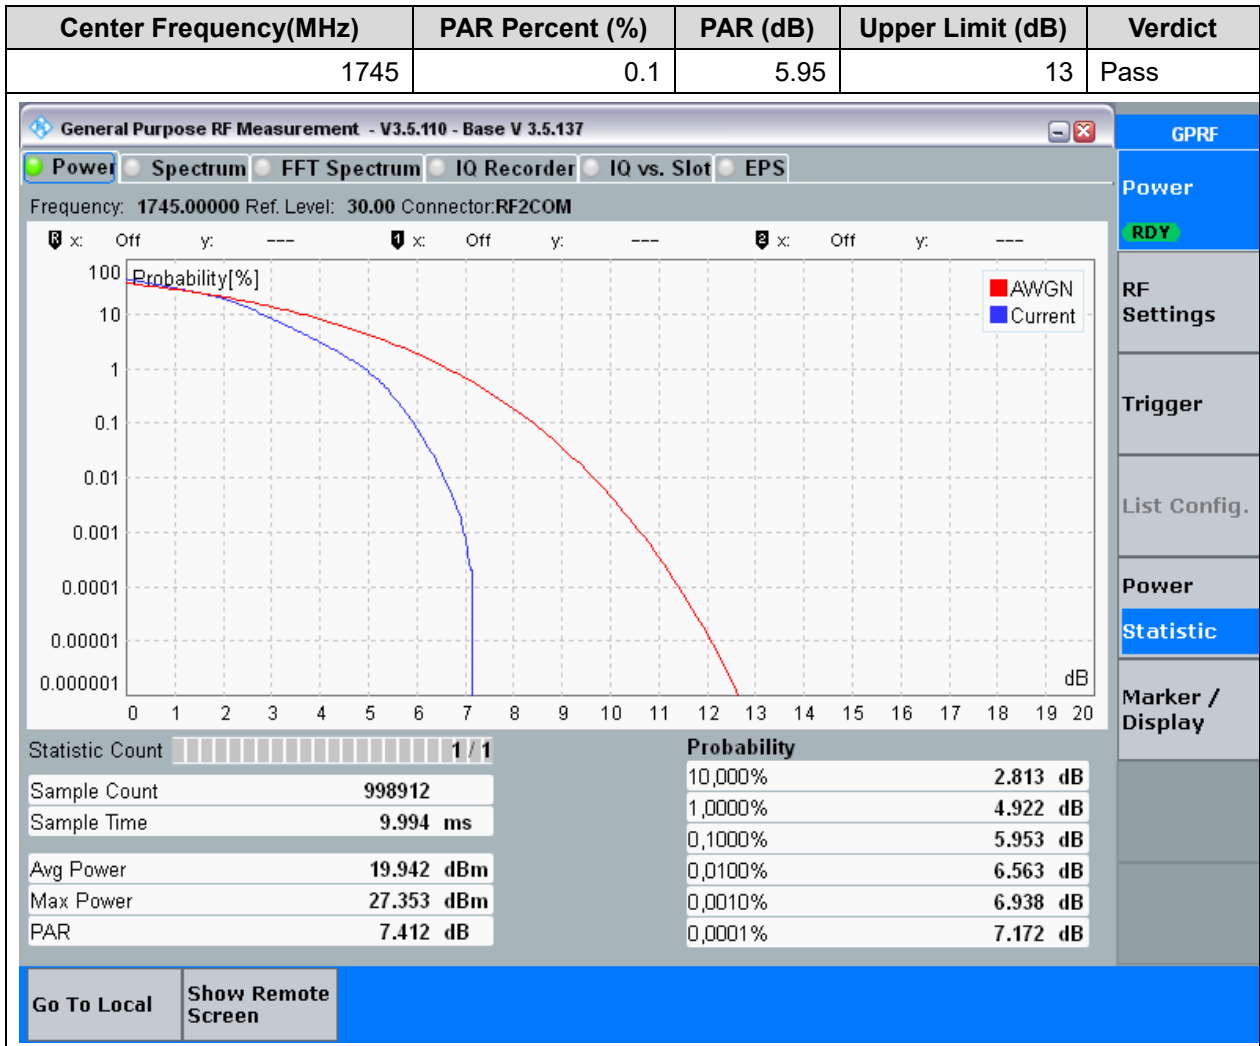 Center Frequency(MHz) PAR Percent (%) PAR (dB) Upper Limit (dB) Verdict
1745 0.1 5.95 13 Pass
General Purpose RF Measurement - V3.5.110 - Base V 3.5.137
GPRF
Power Spectrum FFT Spectrum IQ Recorder IQ vs. Slot EPS
Power
RDY
Frequency: 1745.00000 Ref. Level: 30.00 Connector:RF2COM
R x: Off y: --- 1 x: Off y: --- 2 x: Off y: ---
Probability[%]
AWGN
Current
100
10
1
0.1
0.01
0.001
0.0001
0.00001
0.000001
dB
0 1 2 3 4 5 6 7 8 9 10 11 12 13 14 15 16 17 18 19 20
RF
Settings
Trigger
List Config.
Power
Statistic
Marker /
Display
Statistic Count 1 / 1
Sample Count 998912
Sample Time 9.994 ms
Avg Power 19.942 dBm
Max Power 27.353 dBm
PAR 7.412 dB
Probability
10,000% 2.813 dB
1,0000% 4.922 dB
0,1000% 5.953 dB
0,0100% 6.563 dB
0,0010% 6.938 dB
0,0001% 7.172 dB
Go To Local
Show Remote
Screen